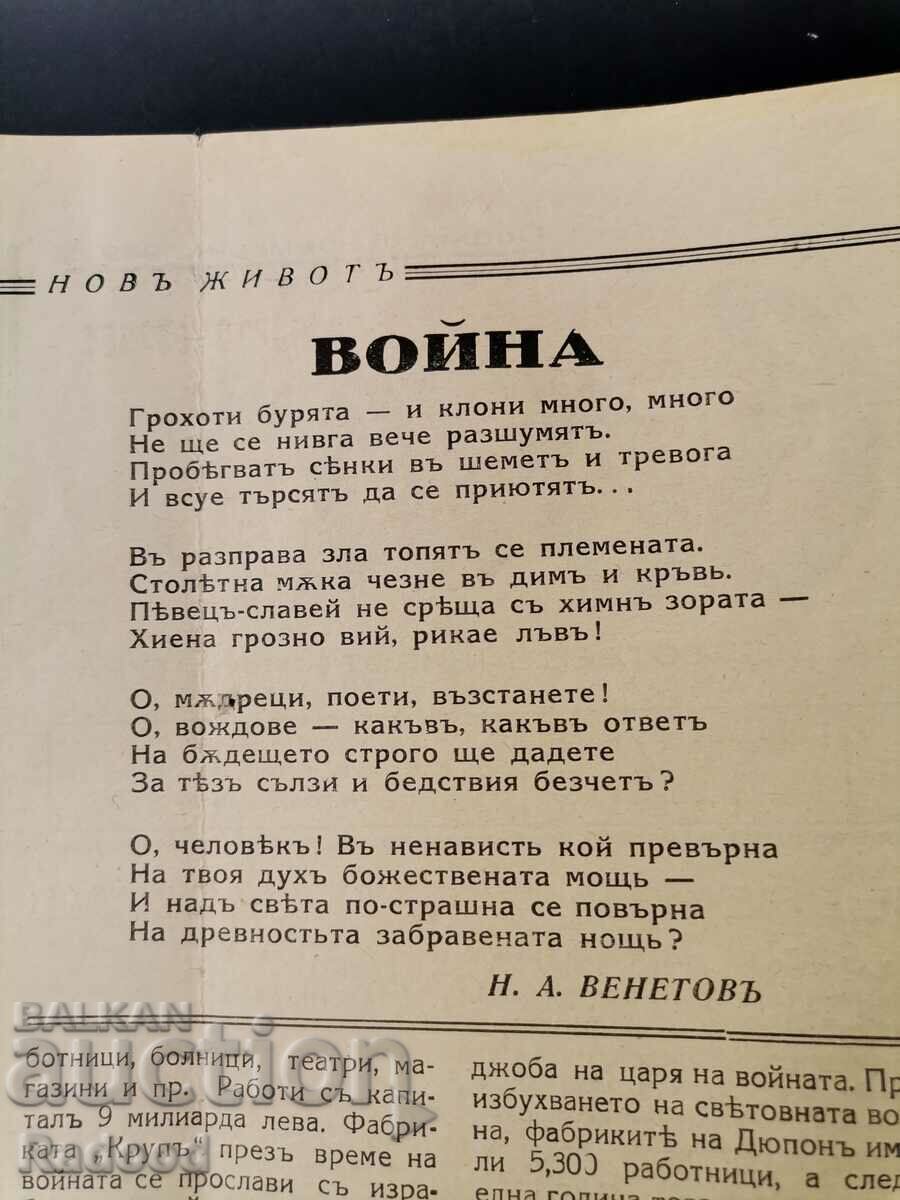 НОВЪ ЖИВОТЪ
ВОЙНА
Грохоти бурята — и клони много, много
Не ще се нивга вече разшумятъ.
Пробѣгватъ сѣнки въ шеметъ и тревога
И всуе търсятъ да се приютятъ...
Въ разправа зла топятъ се племената.
Столѣтна мѫка чезне въ димъ и кръвь.
Пѣвецъ-славей не срѣща съ химнъ зората —
Хиена грозно вий, рикае лъвъ!
О, мѫдреци, поети, възстанете!
О, вождове — какъвъ, какъвъ ответъ
На бѫдещето строго ще дадете
За тѣзъ сълзи и бедствия безчетъ?
О, человѣкъ! Въ ненависть кой превърна
На твоя духъ божествената мощь —
И надъ свѣта по-страшна се повърна
На древностьта забравената нощь?
Н. А. ВЕНЕТОВЪ
ботници, болници, театри, ма-
газини и пр. Работи съ капи-
талъ 9 милиарда лева. Фабри-
ката „Крупъ" презъ време на
войната се прослави съ изра-
джоба на царя на войната. Пр
избухването на свѣтовната во
на, фабрикитѣ на Дюпонъ им
ли 5,300 работници, а след
една година това
BALKAN
auction
Radood